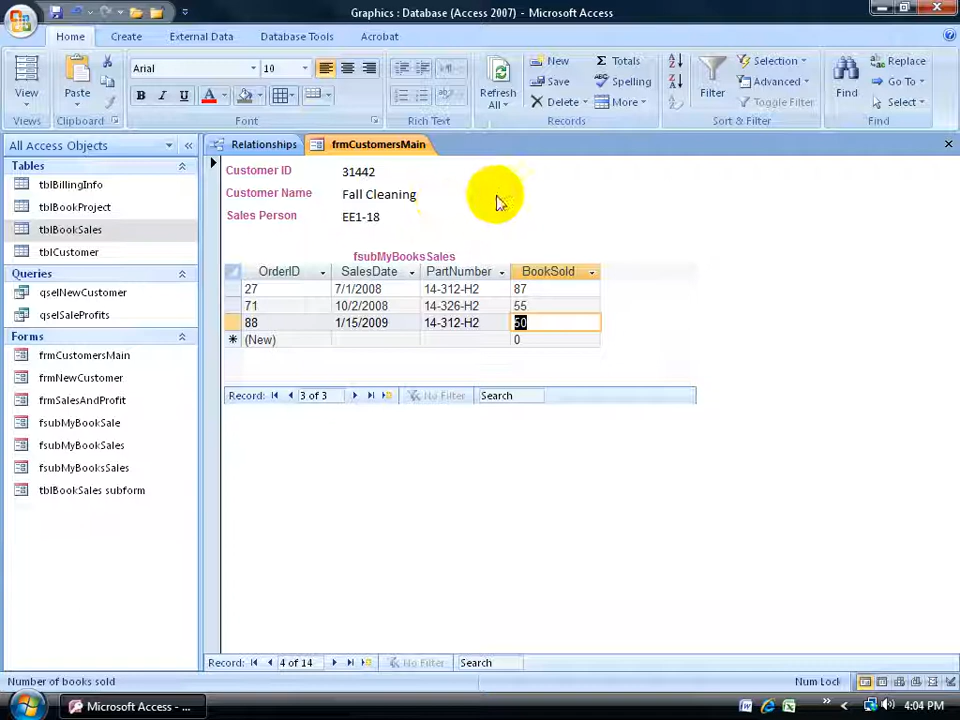 Graphics : Database (Access 2007) - Microsoft Access
Home Create External Data Database Tools Acrobat
View
Views
Paste
Clipboard
Arial 10
B I U A
Font
Rich Text
Refresh All
New
Save
Delete
Totals
Spelling
More
Records
Filter
Selection
Advanced
Toggle Filter
Sort & Filter
Find
Replace
Go To
Select
Find
All Access Objects
Tables
tblBillingInfo
tblBookProject
tblBookSales
tblCustomer
Queries
qselNewCustomer
qselSaleProfits
Forms
frmCustomersMain
frmNewCustomer
frmSalesAndProfit
fsubMyBookSale
fsubMyBookSales
fsubMyBooksSales
tblBookSales subform
Relationships frmCustomersMain
Customer ID 31442
Customer Name Fall Cleaning
Sales Person EE1-18
fsubMyBooksSales
OrderID SalesDate PartNumber BookSold
27 7/1/2008 14-312-H2 87
71 10/2/2008 14-326-H2 55
88 1/15/2009 14-312-H2 50
(New) 0
Record: 3 of 3 No Filter Search
Record: 4 of 14 No Filter Search
Number of books sold Num Lock
Microsoft Access - ... 4:04 PM